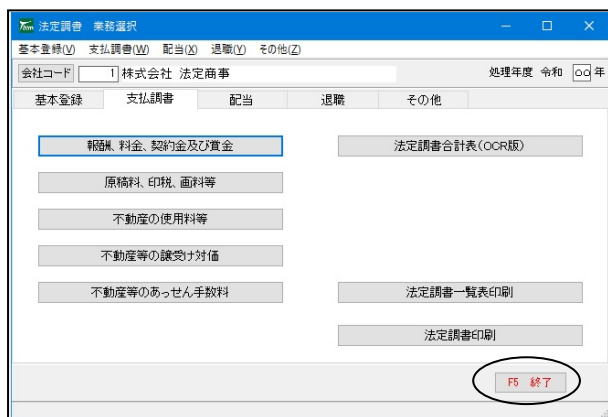 法定調書 業務選択
基本登録(V) 支払調書(W) 配当(X) 退職(Y) その他(Z)
会社コード 1 株式会社 法定商事 処理年度 令和 ○○ 年
基本登録 支払調書 配当 退職 その他
報酬、料金、契約金及び賞金 法定調書合計表(OCR版)
原稿料、印税、画料等
不動産の使用料等
不動産等の譲受け対価
不動産等のあっせん手数料 法定調書一覧表印刷
法定調書印刷
F5 終了